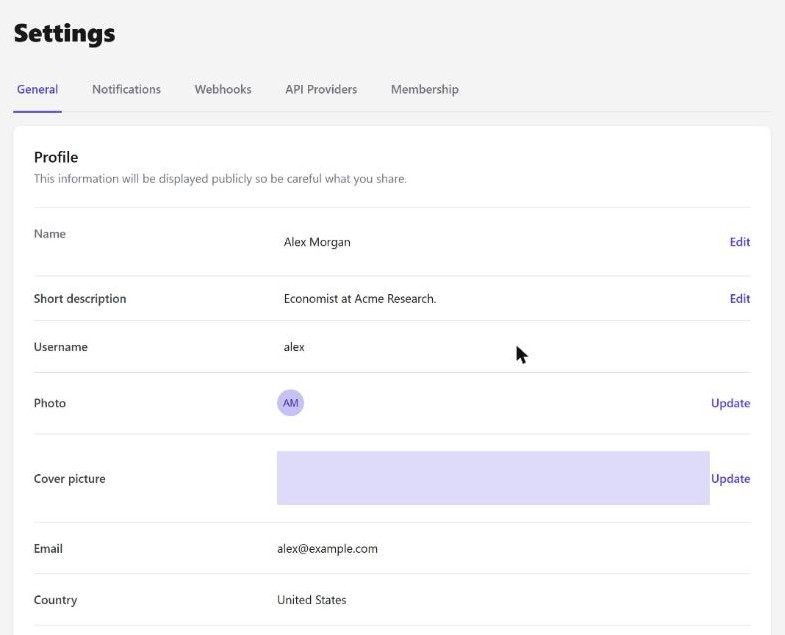 Settings
General Notifications Webhooks API Providers Membership
Profile
This information will be displayed publicly so be careful what you share.
Name Alex Morgan Edit
Short description Economist at Acme Research. Edit
Username alex
Photo AM Update
Cover picture Update
Email alex@example.com
Country United States